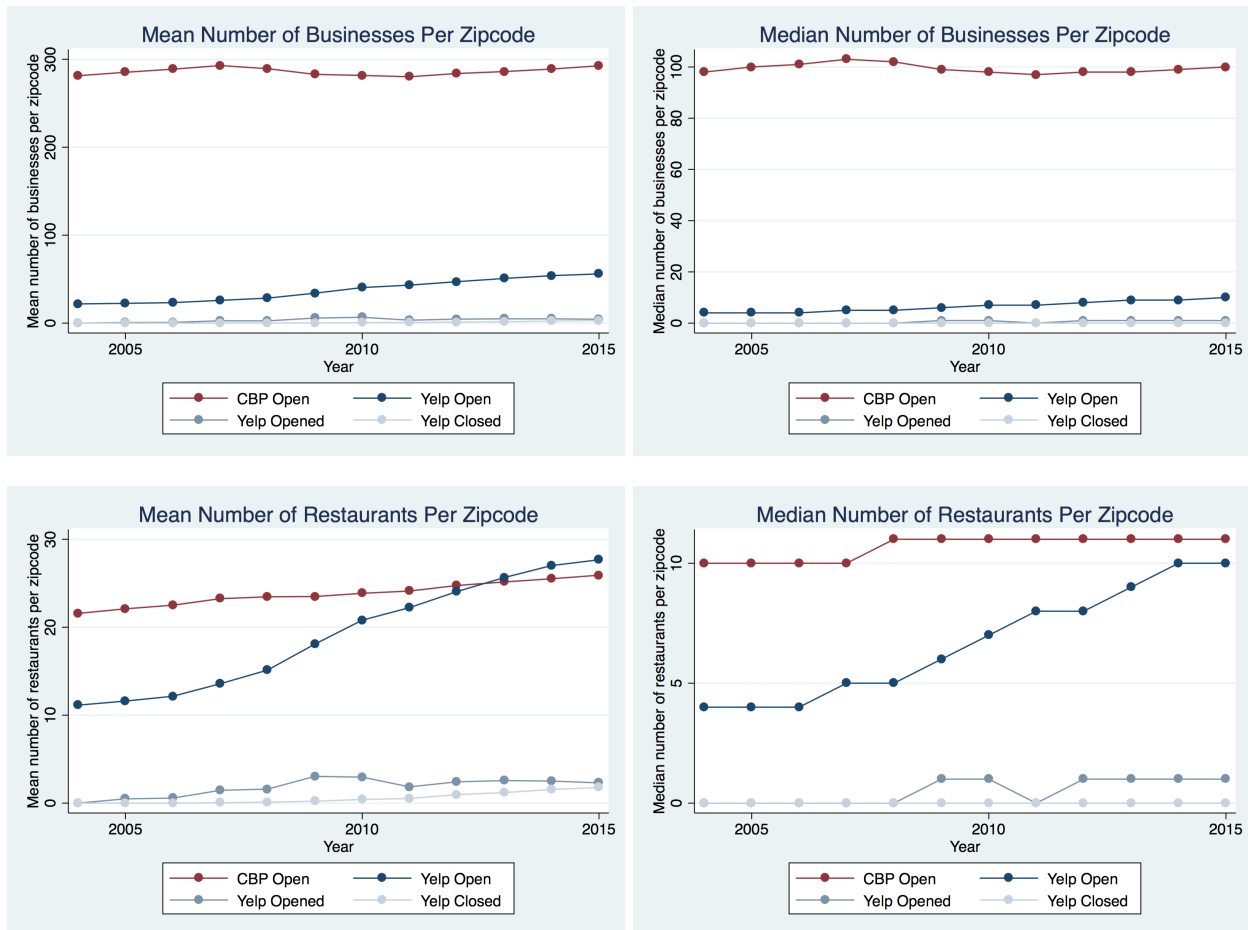 Mean Number of Businesses Per Zipcode
Mean number of businesses per zipcode
300
200
100
0
2005
2010
2015
Year
CBP Open
Yelp Open
Yelp Opened
Yelp Closed
Median Number of Businesses Per Zipcode
Median number of businesses per zipcode
100
80
60
40
20
0
2005
2010
2015
Year
CBP Open
Yelp Open
Yelp Opened
Yelp Closed
Mean Number of Restaurants Per Zipcode
Mean number of restaurants per zipcode
30
20
10
0
2005
2010
2015
Year
CBP Open
Yelp Open
Yelp Opened
Yelp Closed
Median Number of Restaurants Per Zipcode
Median number of restaurants per zipcode
10
5
0
2005
2010
2015
Year
CBP Open
Yelp Open
Yelp Opened
Yelp Closed